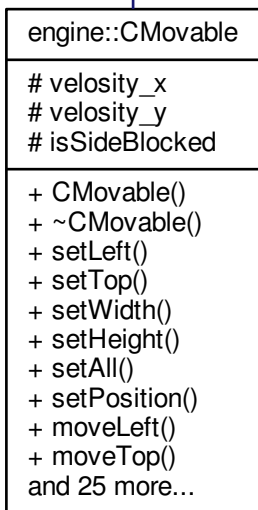 engine::CMovable
# velosity_x
# velosity_y
# isSideBlocked
+ CMovable()
+ ~CMovable()
+ setLeft()
+ setTop()
+ setWidth()
+ setHeight()
+ setAll()
+ setPosition()
+ moveLeft()
+ moveTop()
and 25 more...